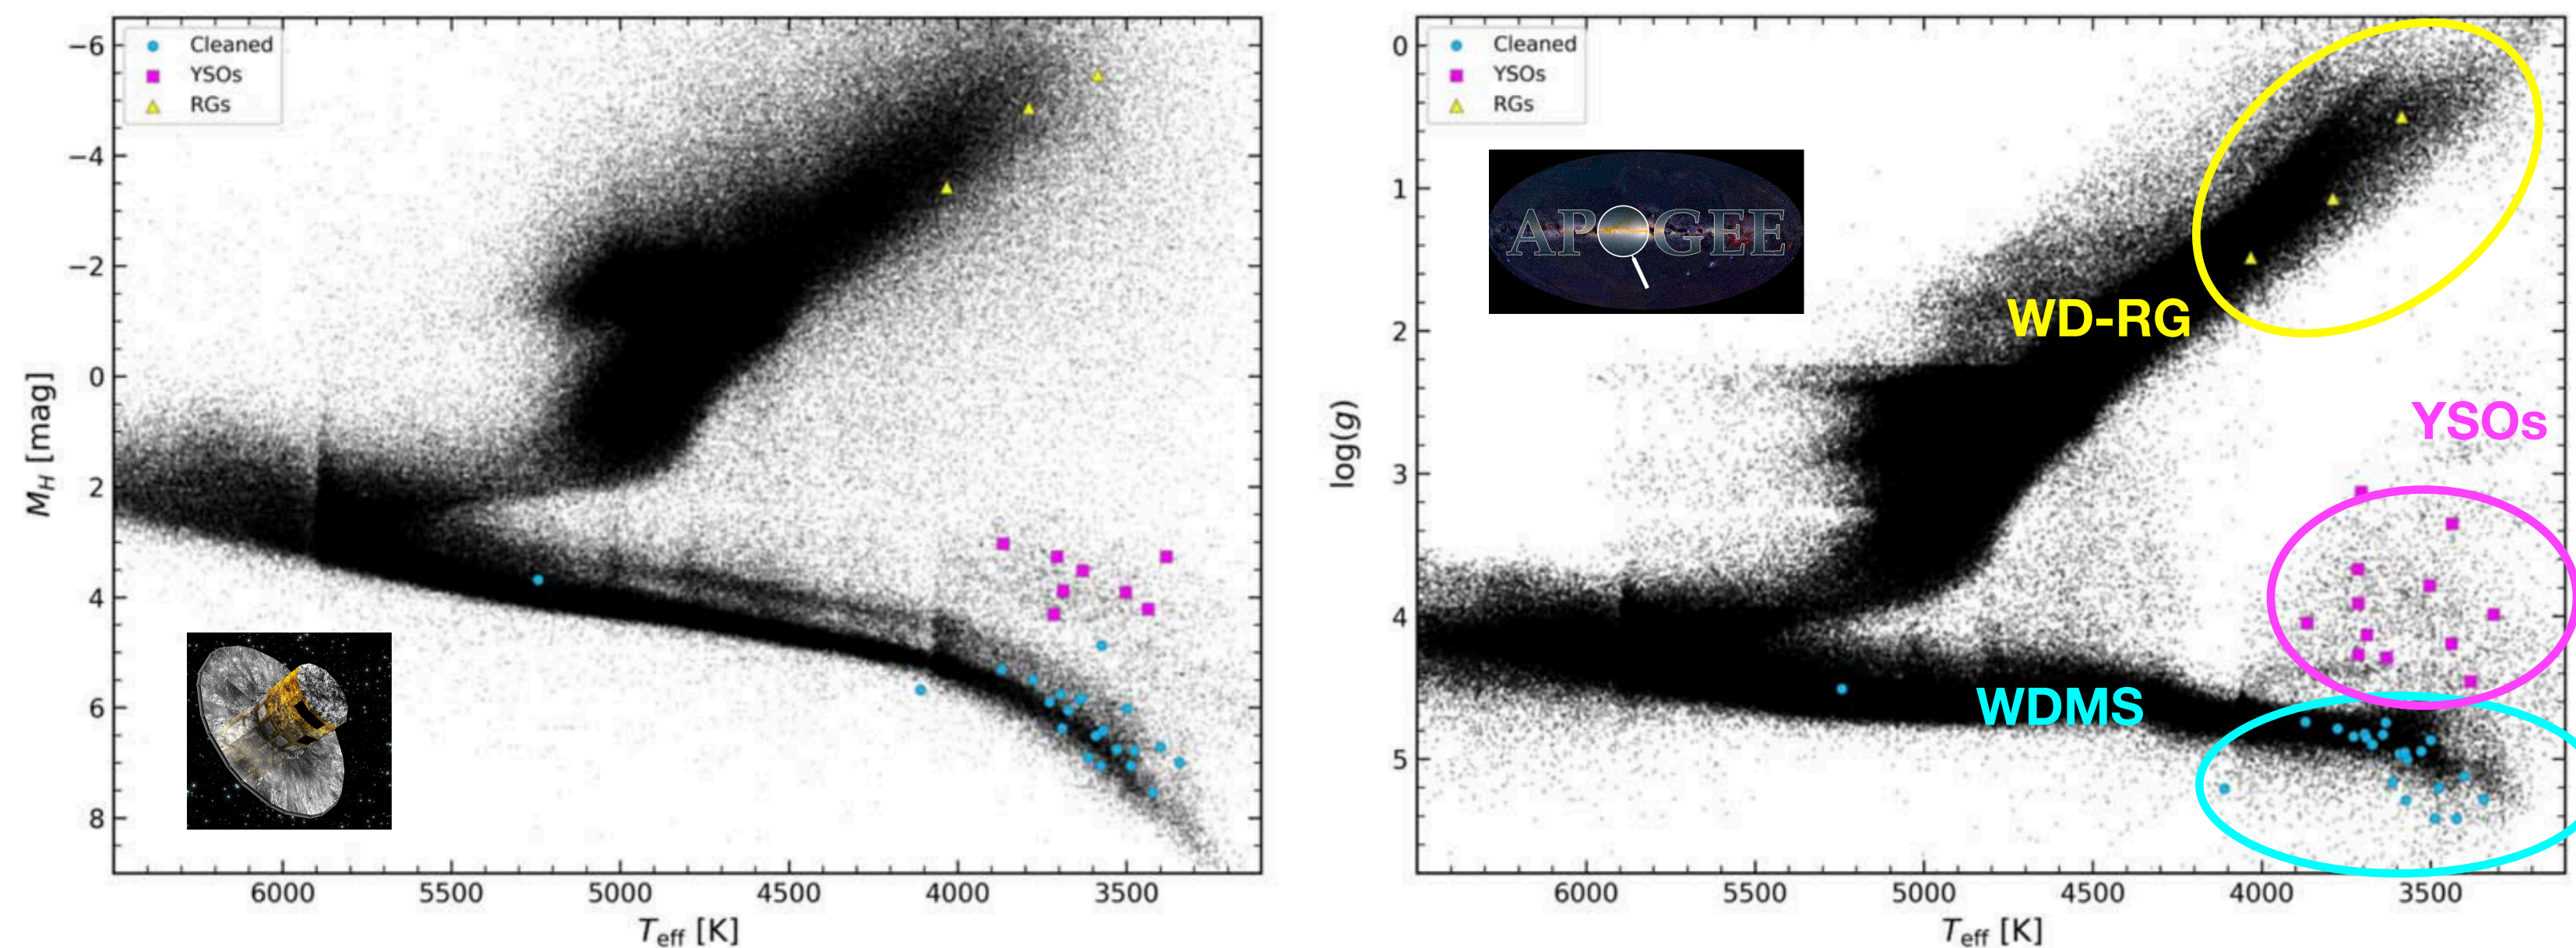 Cleaned
YSOs
RGs
−6
−4
−2
0
2
4
6
8
M_H [mag]
6000 5500 5000 4500 4000 3500
T_eff [K]
Cleaned
YSOs
RGs
APOGEE
WD-RG
YSOs
WDMS
0
1
2
3
4
5
log(g)
6000 5500 5000 4500 4000 3500
T_eff [K]